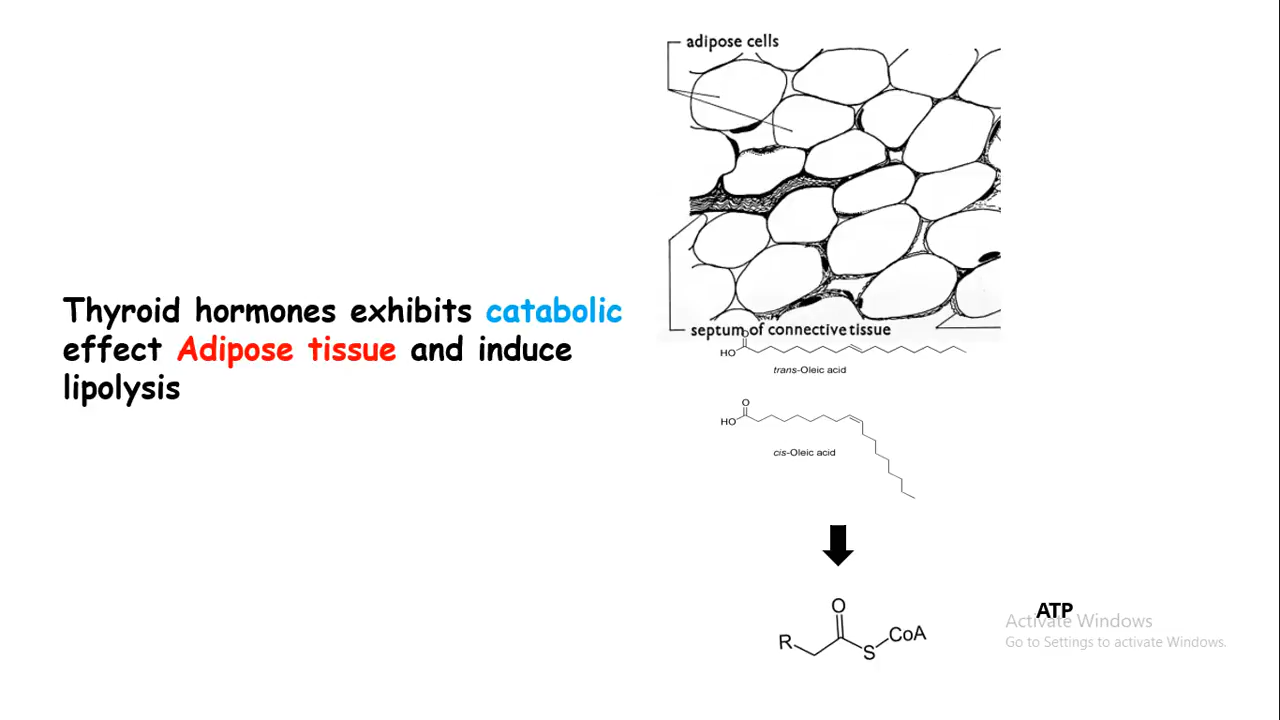 adipose cells
Thyroid hormones exhibits catabolic
effect Adipose tissue and induce
lipolysis
septum of connective tissue
O
HO
trans-Oleic acid
O
HO
cis-Oleic acid
O
R
S
CoA
ATP
Activate Windows
Go to Settings to activate Windows.